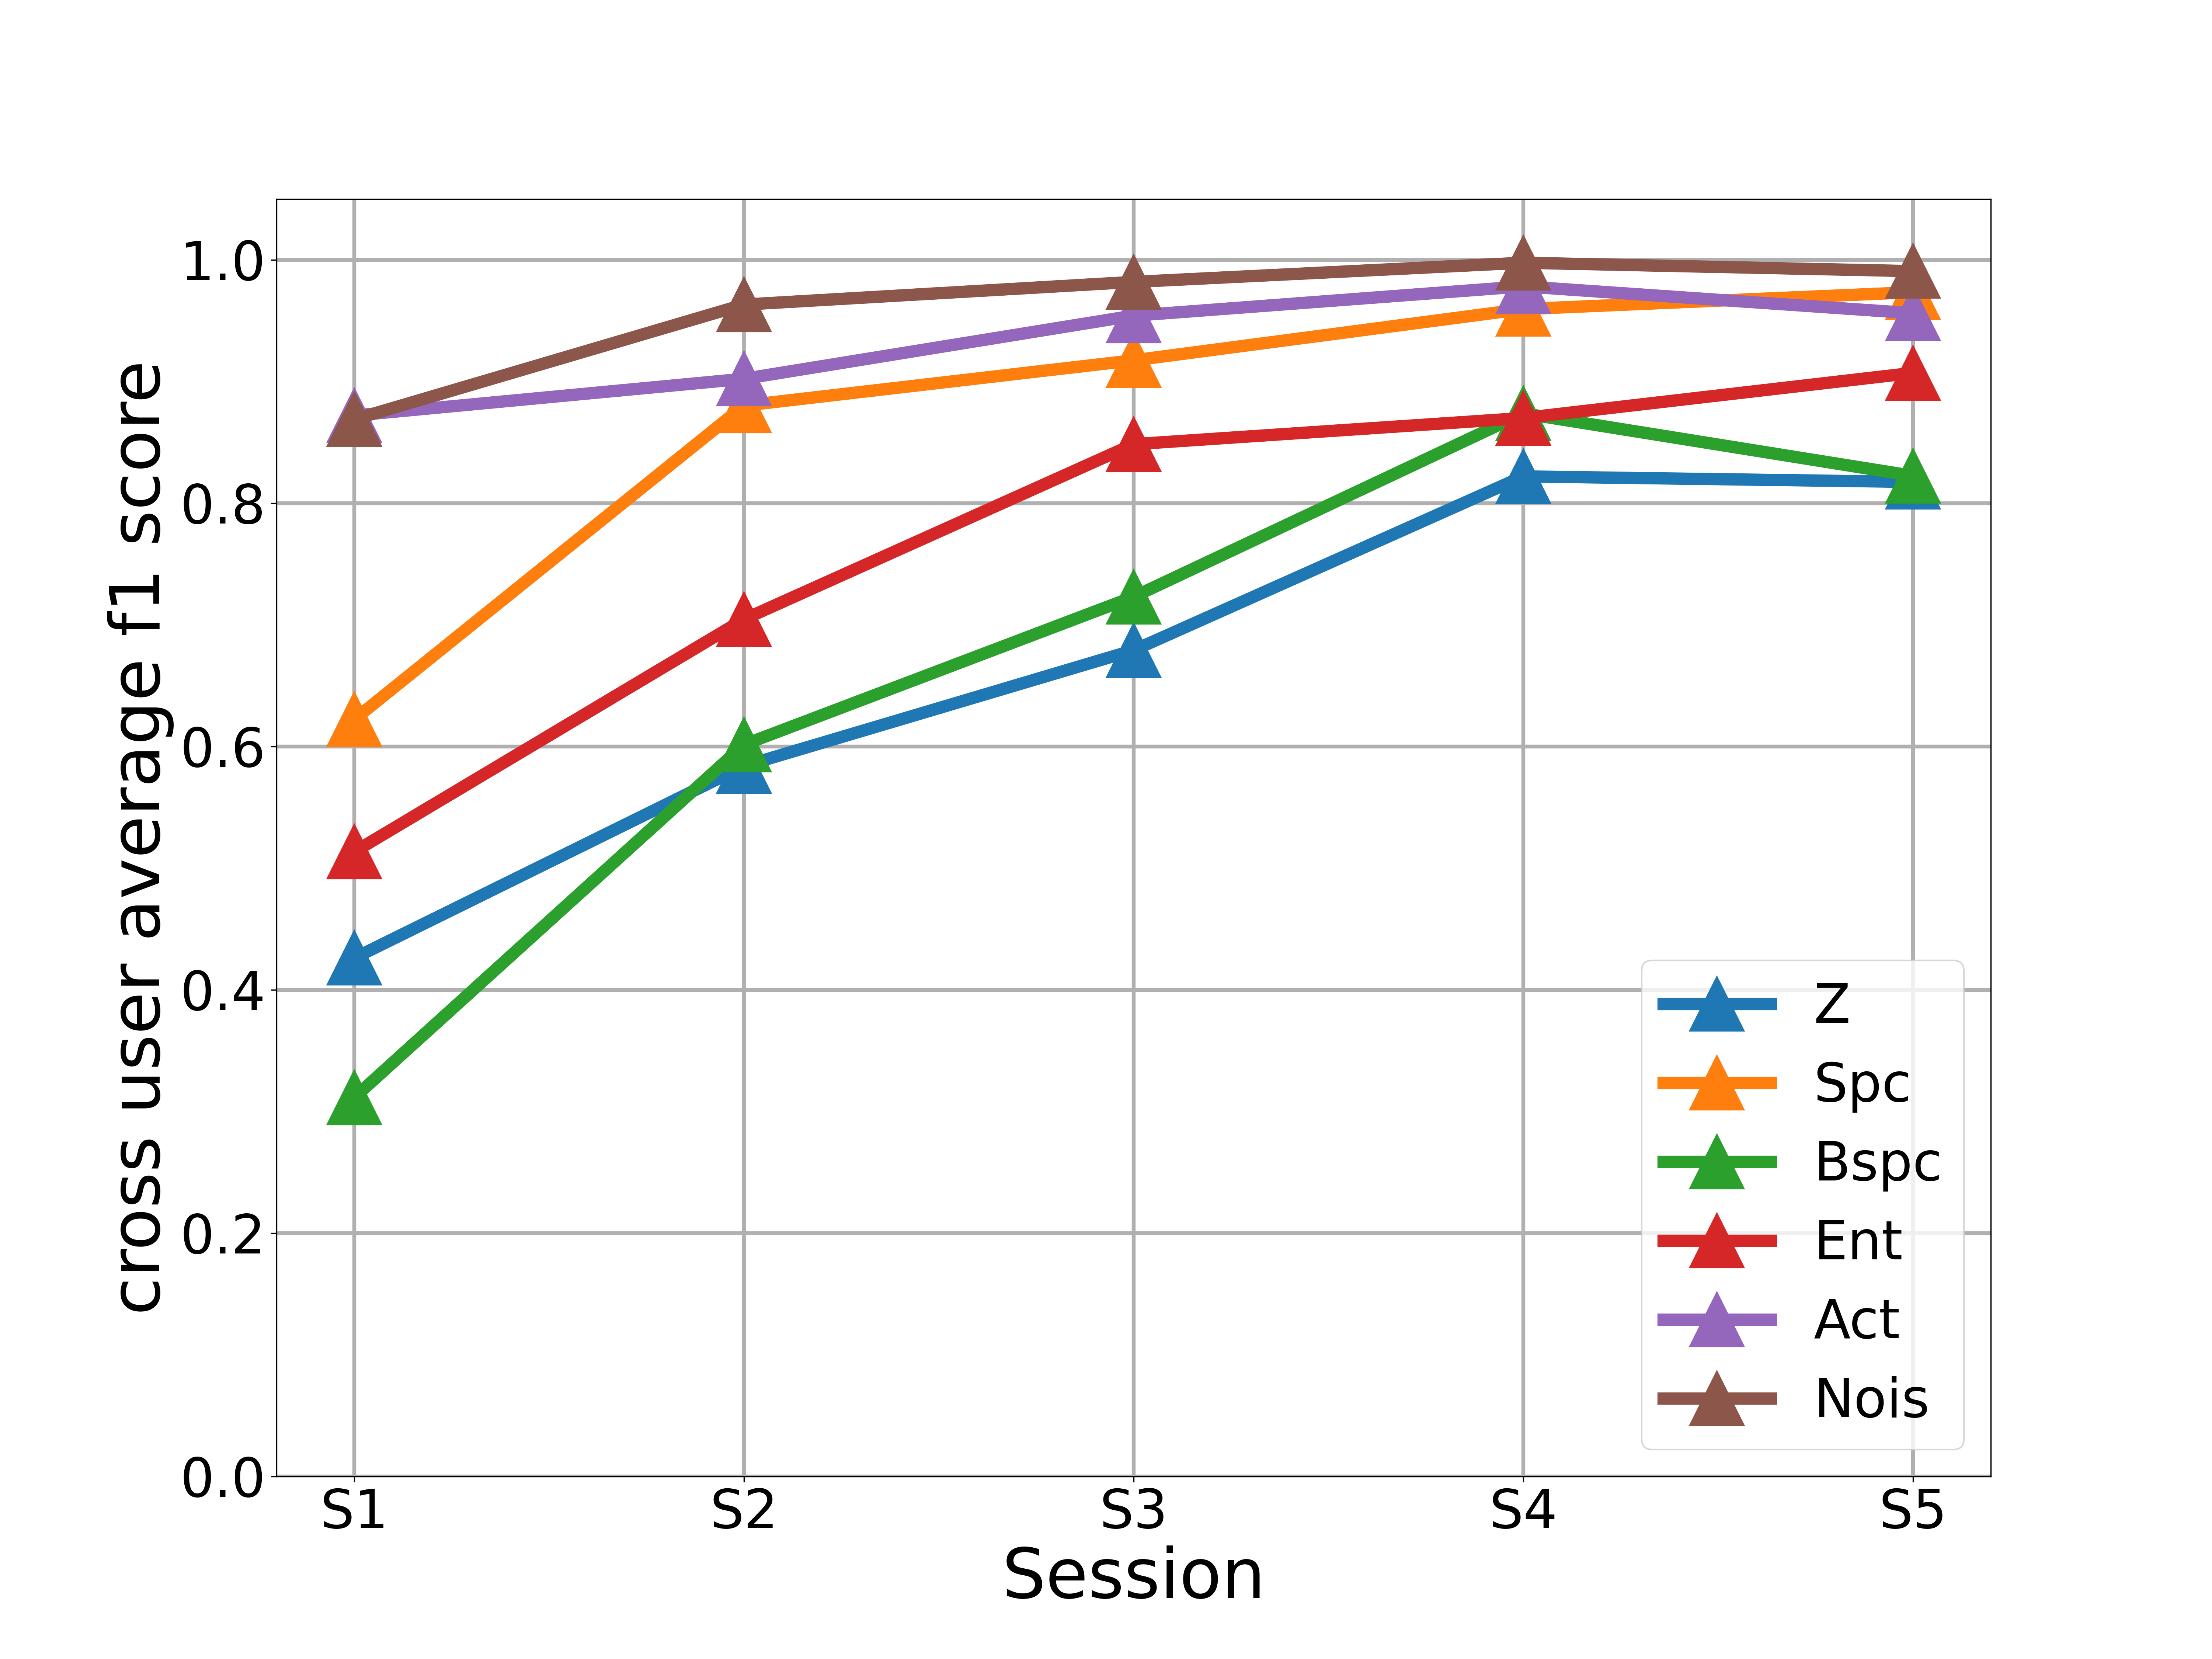 cross user average f1 score
1.0
0.8
0.6
0.4
0.2
0.0
S1 S2 S3 S4 S5
Session
Z
Spc
Bspc
Ent
Act
Nois